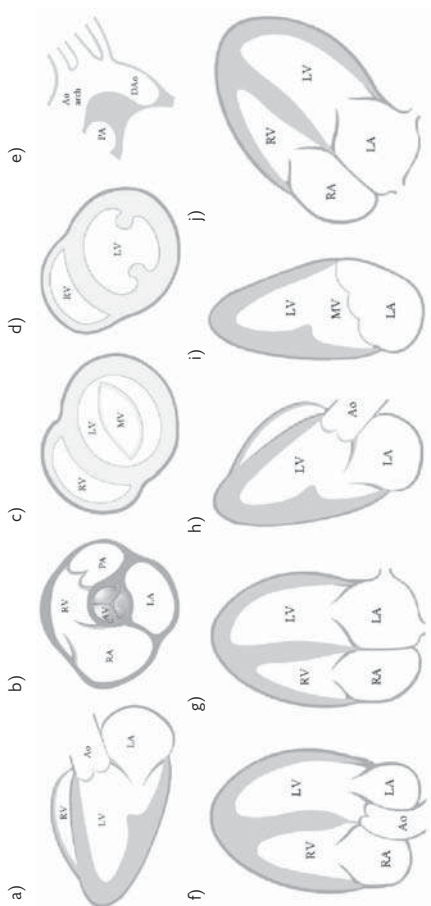 a)
RV
Ao
LV
LA
b)
RV
PA
AV
RA
LA
c)
RV
LV
MV
d)
RV
LV
e)
Ao
arch
PA
DAo
f)
RV
LV
RA
LA
Ao
g)
RV
LV
RA
LA
h)
LV
Ao
LA
i)
LV
MV
LA
j)
RV
LV
RA
LA